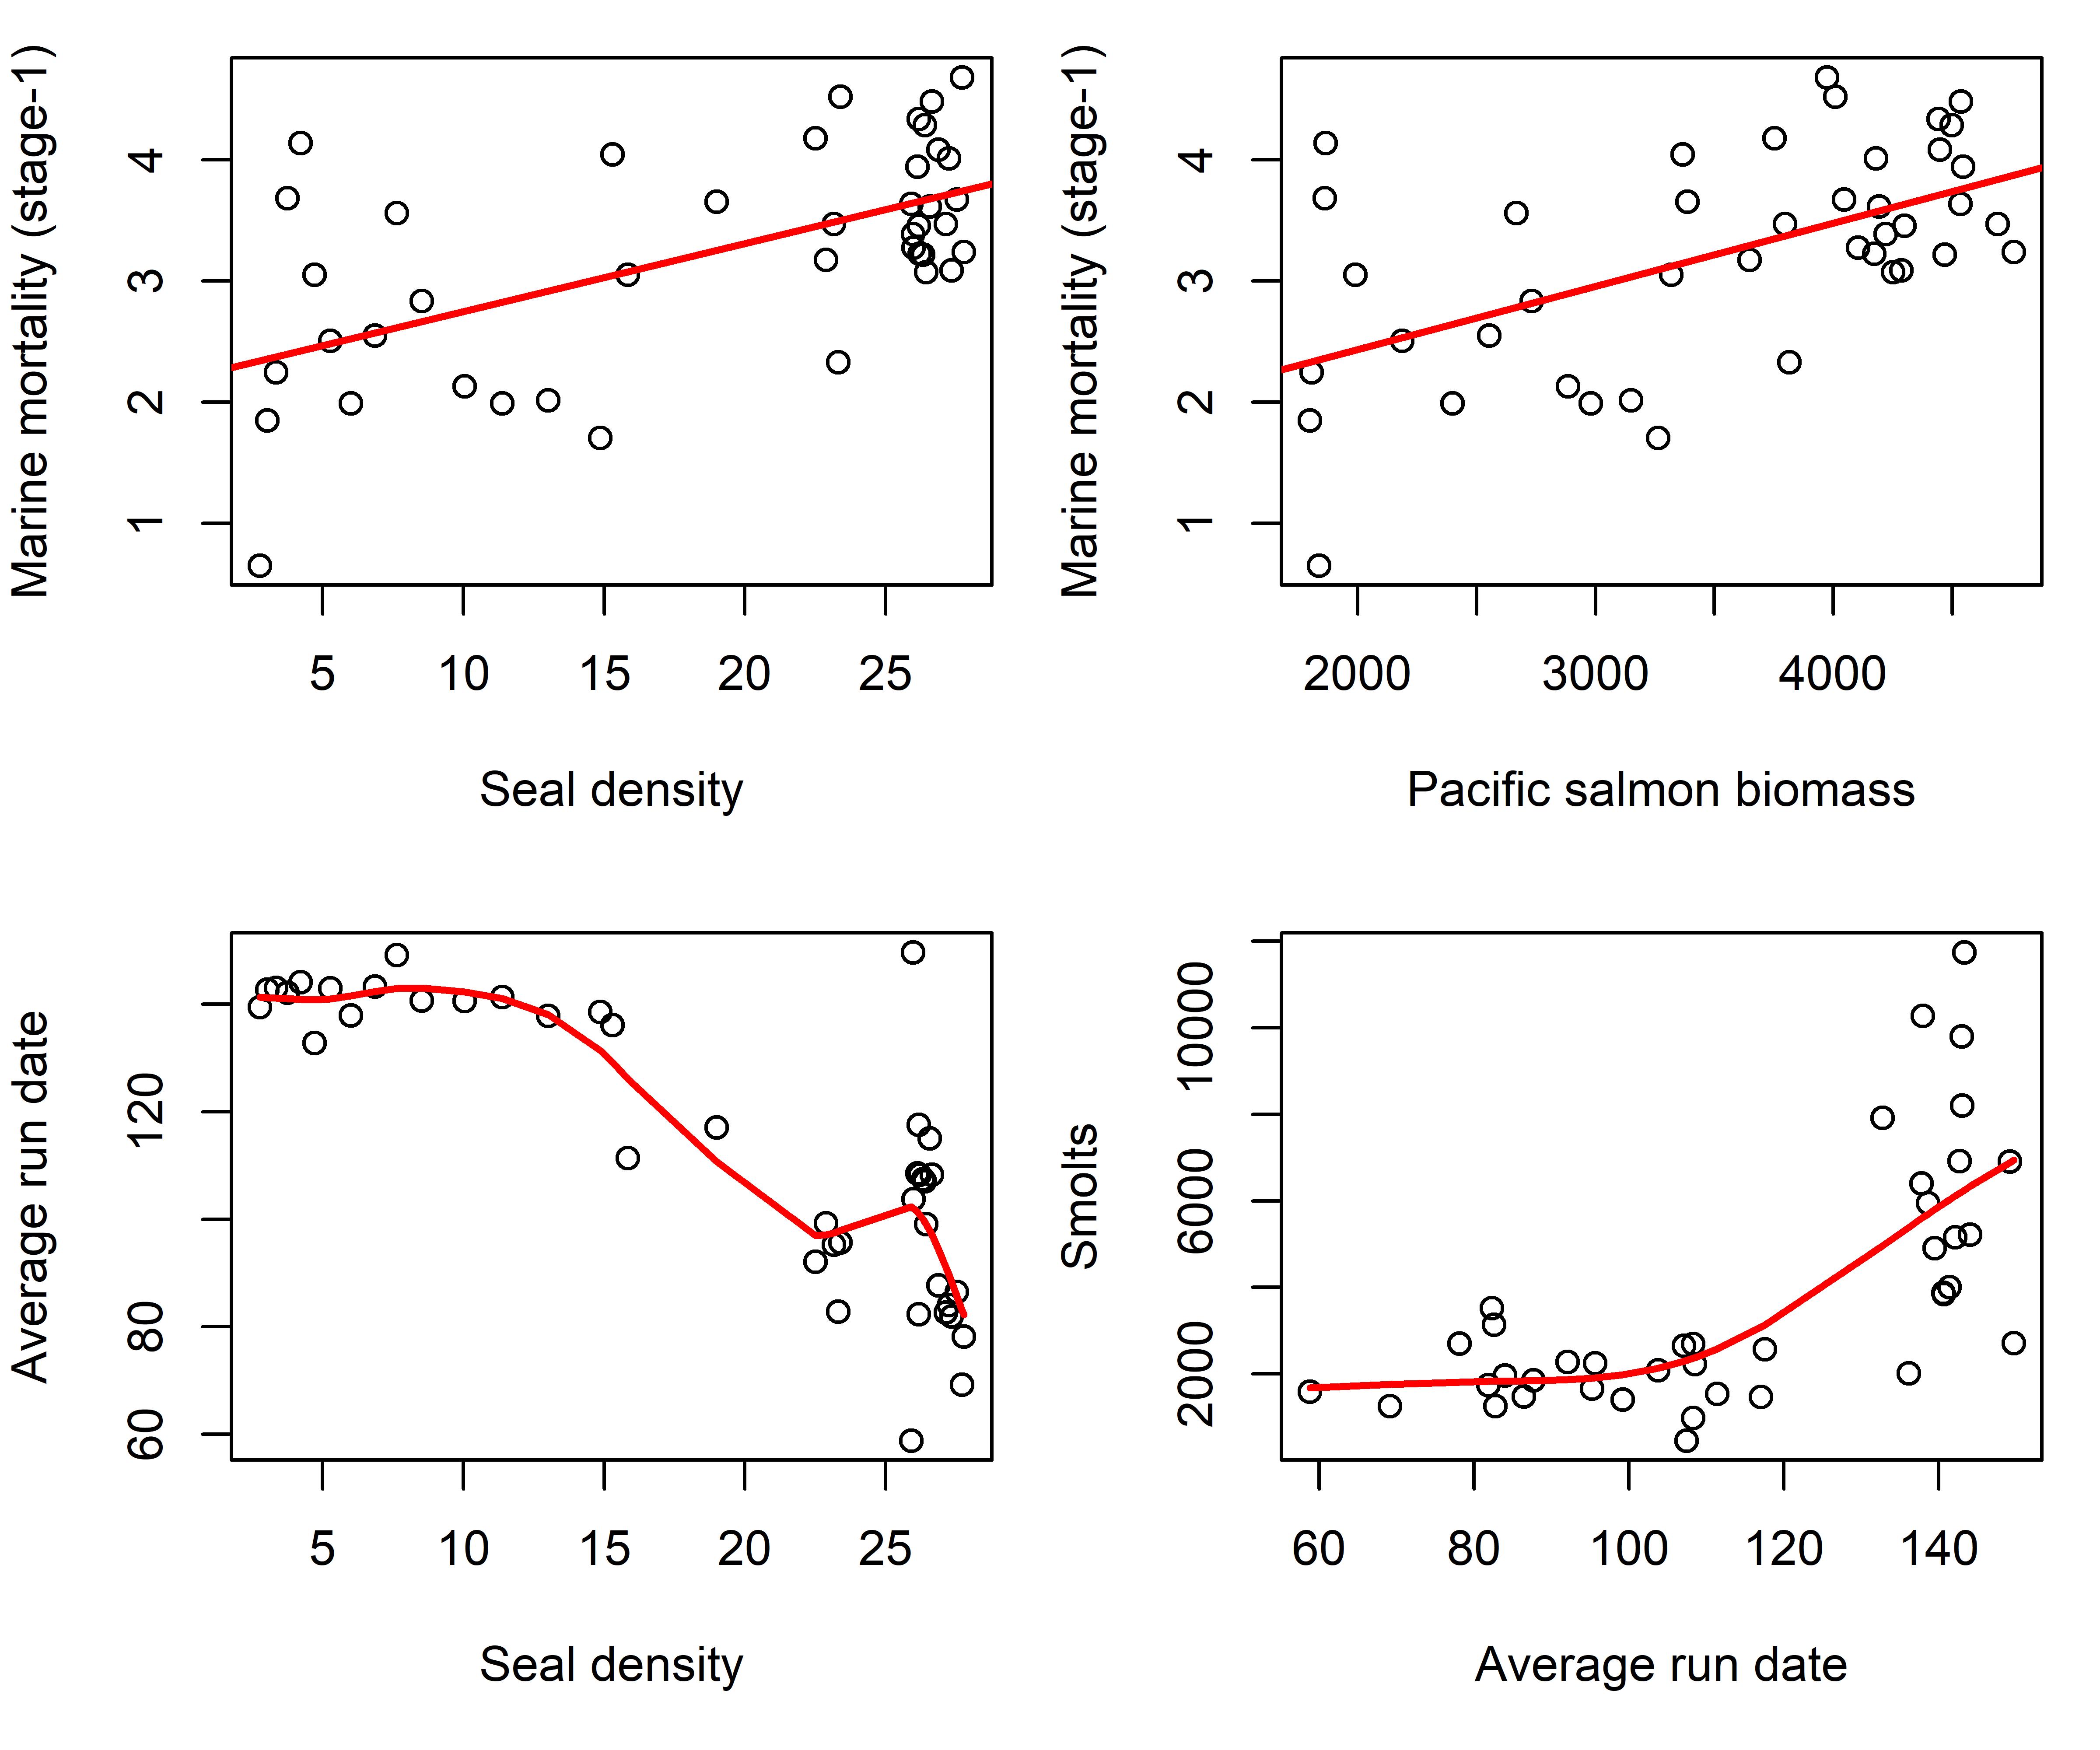 Marine mortality (stage-1)
4
3
2
1
5 10 15 20 25
Seal density
Marine mortality (stage-1)
4
3
2
1
2000 3000 4000
Pacific salmon biomass
Average run date
120
80
60
5 10 15 20 25
Seal density
Smolts
10000
6000
2000
60 80 100 120 140
Average run date